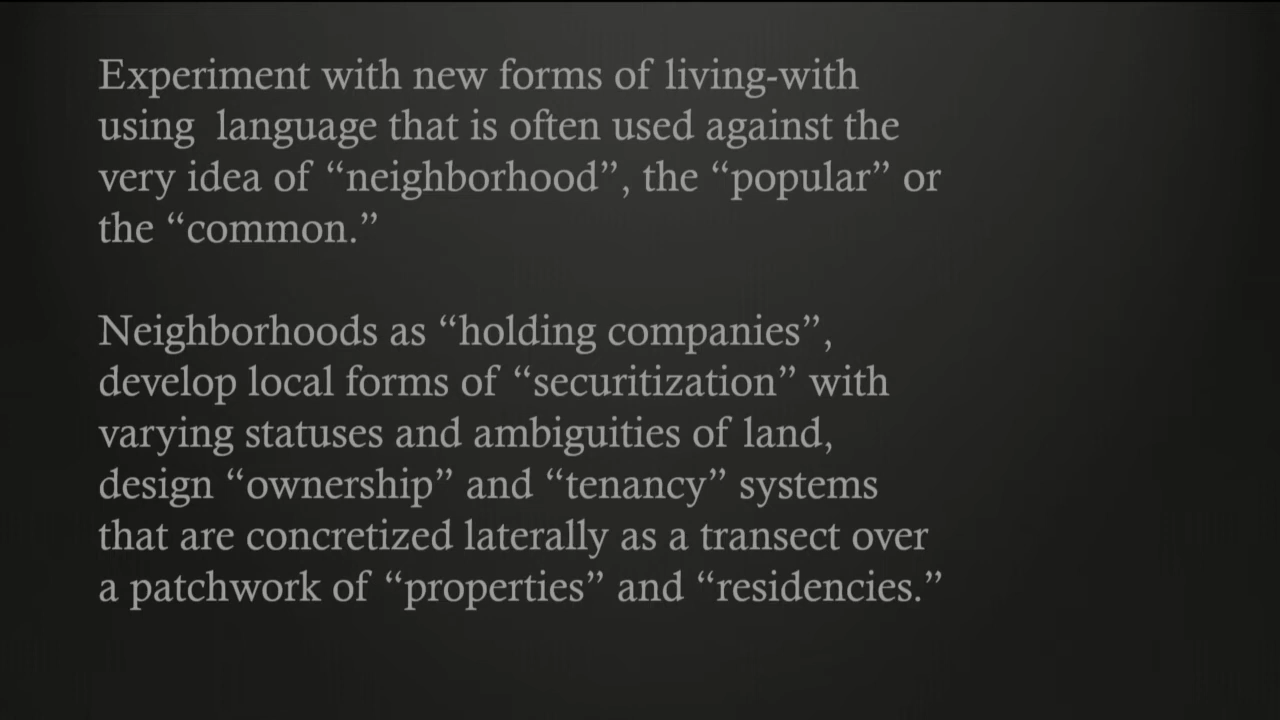 Experiment with new forms of living-with
using  language that is often used against the
very idea of “neighborhood”, the “popular” or
the “common.”
Neighborhoods as “holding companies”,
develop local forms of “securitization” with
varying statuses and ambiguities of land,
design “ownership” and “tenancy” systems
that are concretized laterally as a transect over
a patchwork of “properties” and “residencies.”